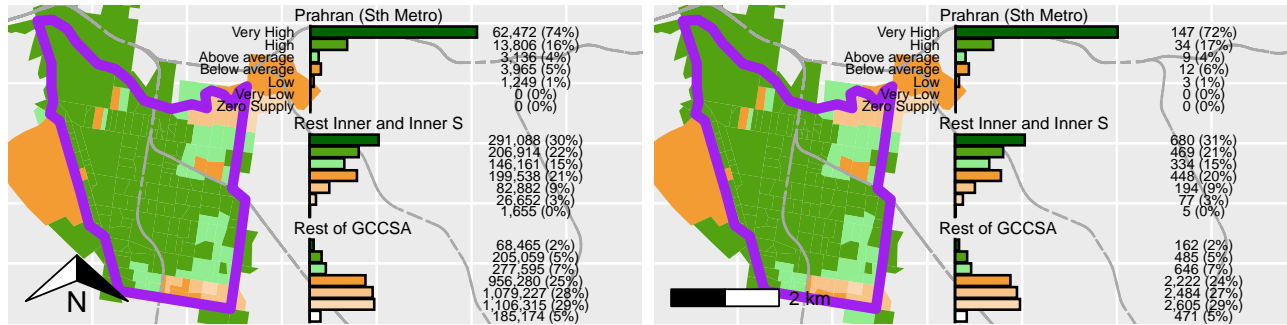 Prahran (Sth Metro)
Very High 62,472 (74%)
High 13,806 (16%)
Above average 3,136 (4%)
Below average 3,965 (5%)
Low 1,249 (1%)
Very Low 0 (0%)
Zero Supply 0 (0%)
Rest Inner and Inner S
291,088 (30%)
206,914 (22%)
146,161 (15%)
199,538 (21%)
82,882 (9%)
26,652 (3%)
1,655 (0%)
Rest of GCCSA
68,465 (2%)
205,059 (5%)
277,595 (7%)
956,280 (25%)
1,079,227 (28%)
1,106,315 (29%)
185,174 (5%)
N
Prahran (Sth Metro)
Very High 147 (72%)
High 34 (17%)
Above average 9 (4%)
Below average 12 (6%)
Low 3 (1%)
Very Low 0 (0%)
Zero Supply 0 (0%)
Rest Inner and Inner S
680 (31%)
469 (21%)
334 (15%)
448 (20%)
194 (9%)
77 (3%)
5 (0%)
Rest of GCCSA
162 (2%)
485 (5%)
646 (7%)
2,222 (24%)
2,484 (27%)
2,605 (29%)
471 (5%)
2 km